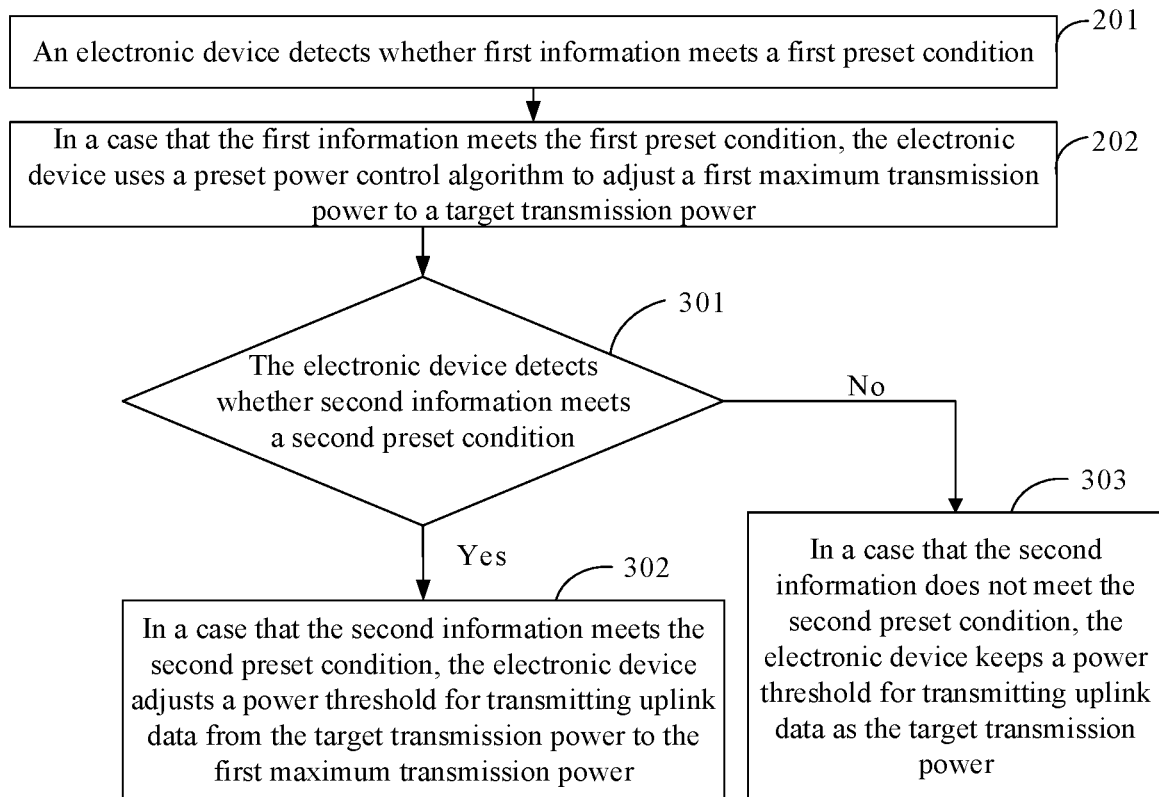 201
An electronic device detects whether first information meets a first preset condition
202
In a case that the first information meets the first preset condition, the electronic
device uses a preset power control algorithm to adjust a first maximum transmission
power to a target transmission power
301
The electronic device detects
whether second information meets
a second preset condition
No
Yes
303
302
In a case that the second information meets the
second preset condition, the electronic device
adjusts a power threshold for transmitting uplink
data from the target transmission power to the
first maximum transmission power
In a case that the second
information does not meet the
second preset condition, the
electronic device keeps a power
threshold for transmitting uplink
data as the target transmission
power